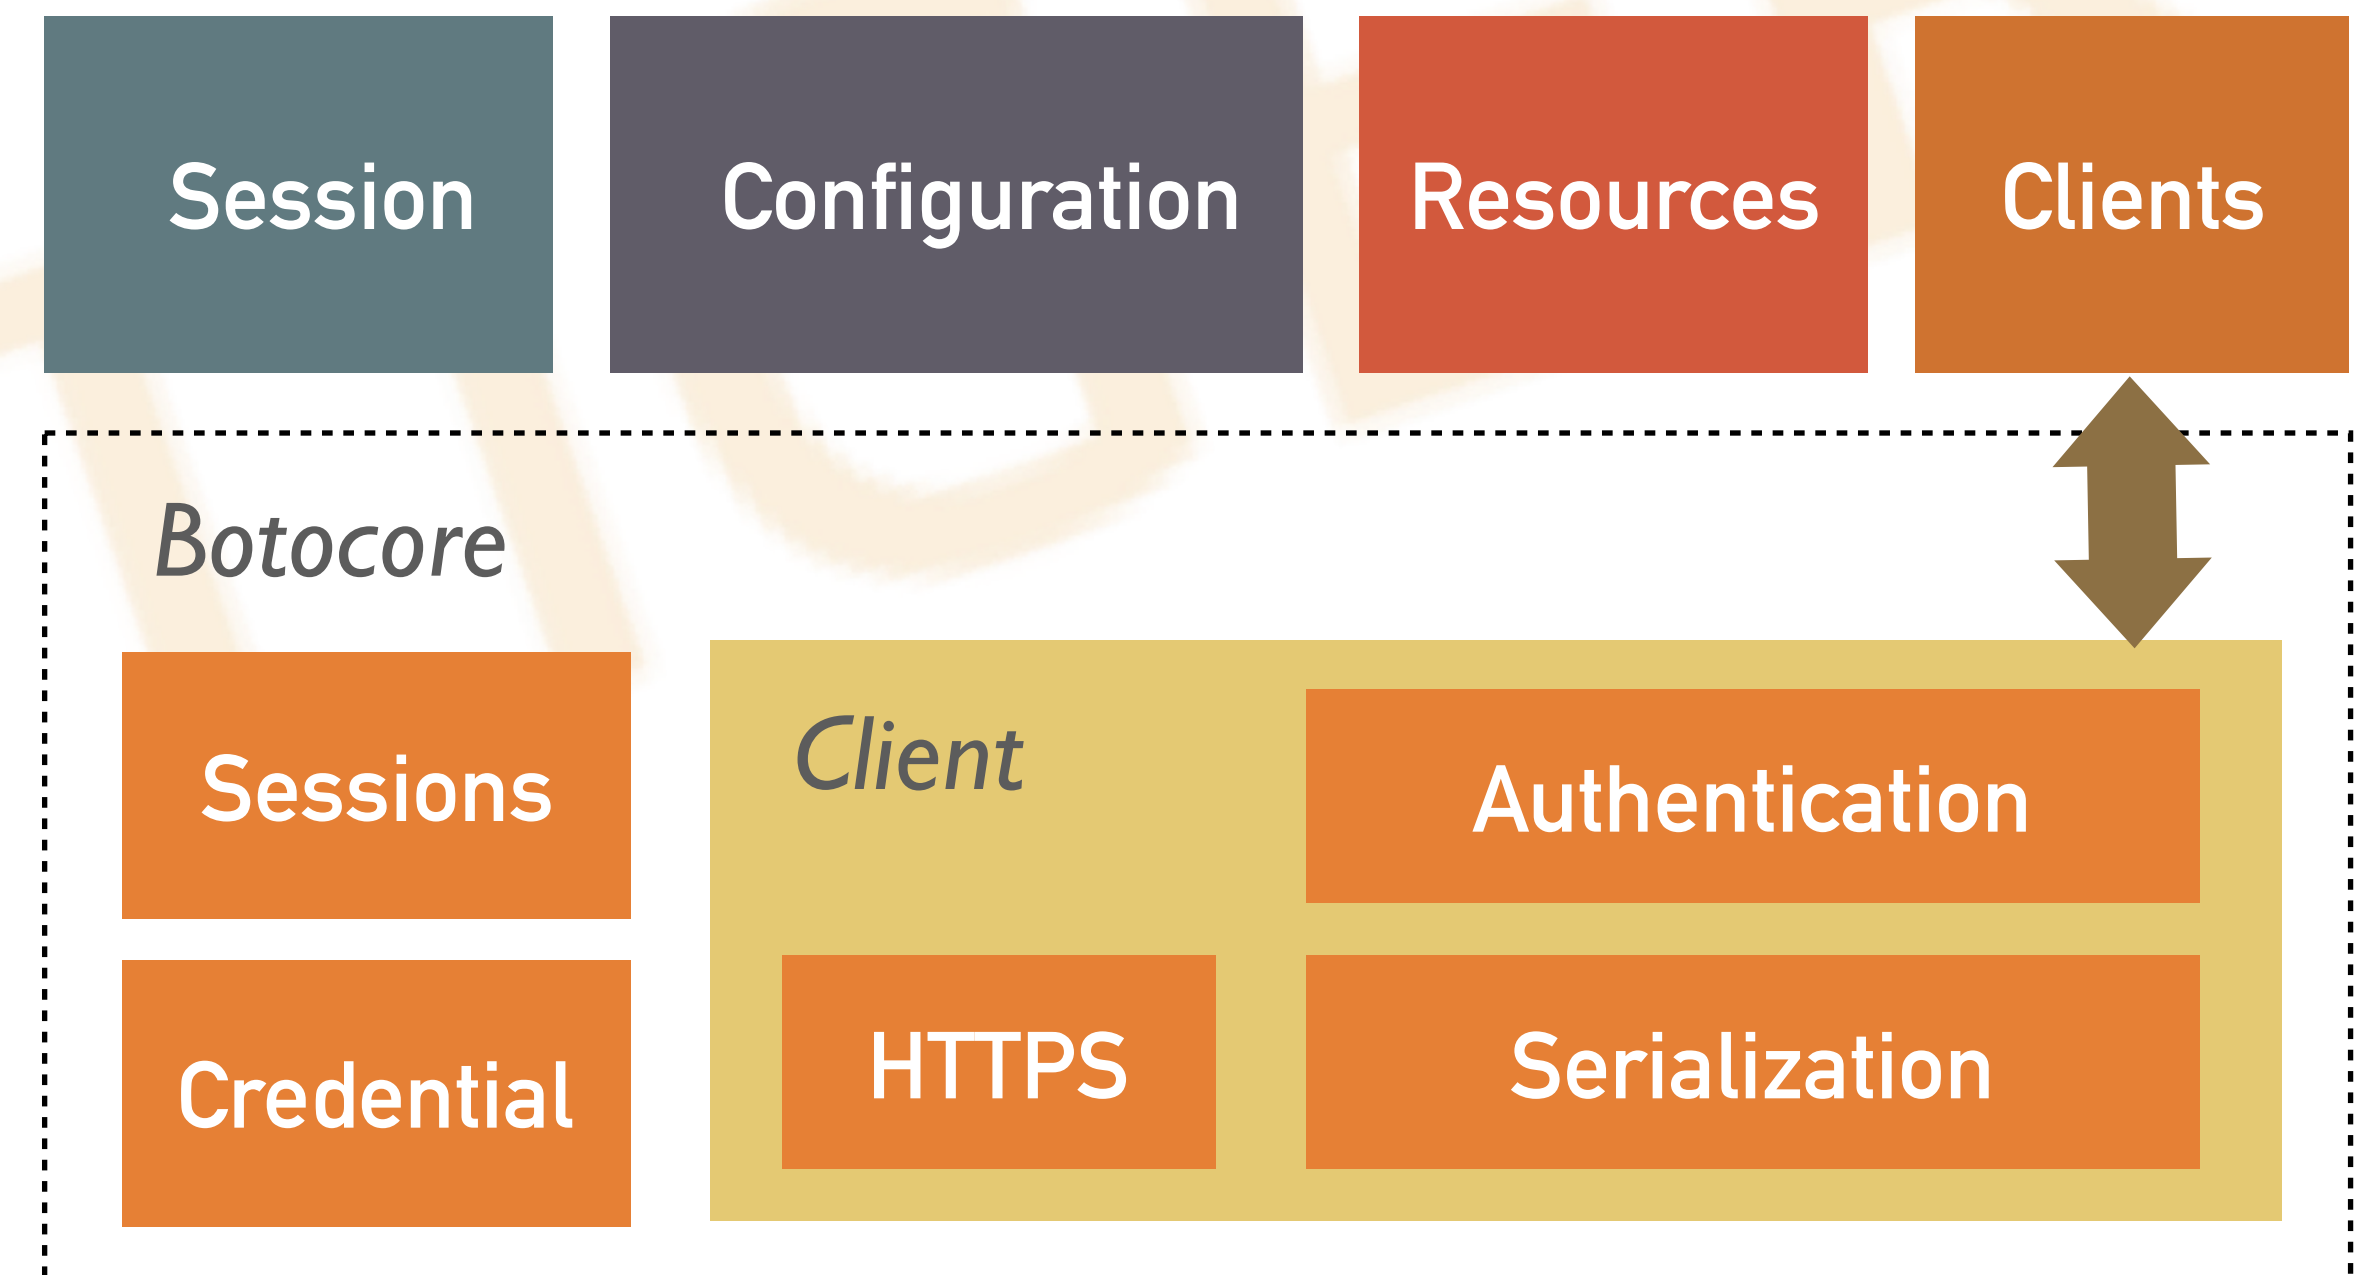 Session
Configuration
Resources
Clients
Botocore
Sessions
Client
Authentication
Credential
HTTPS
Serialization